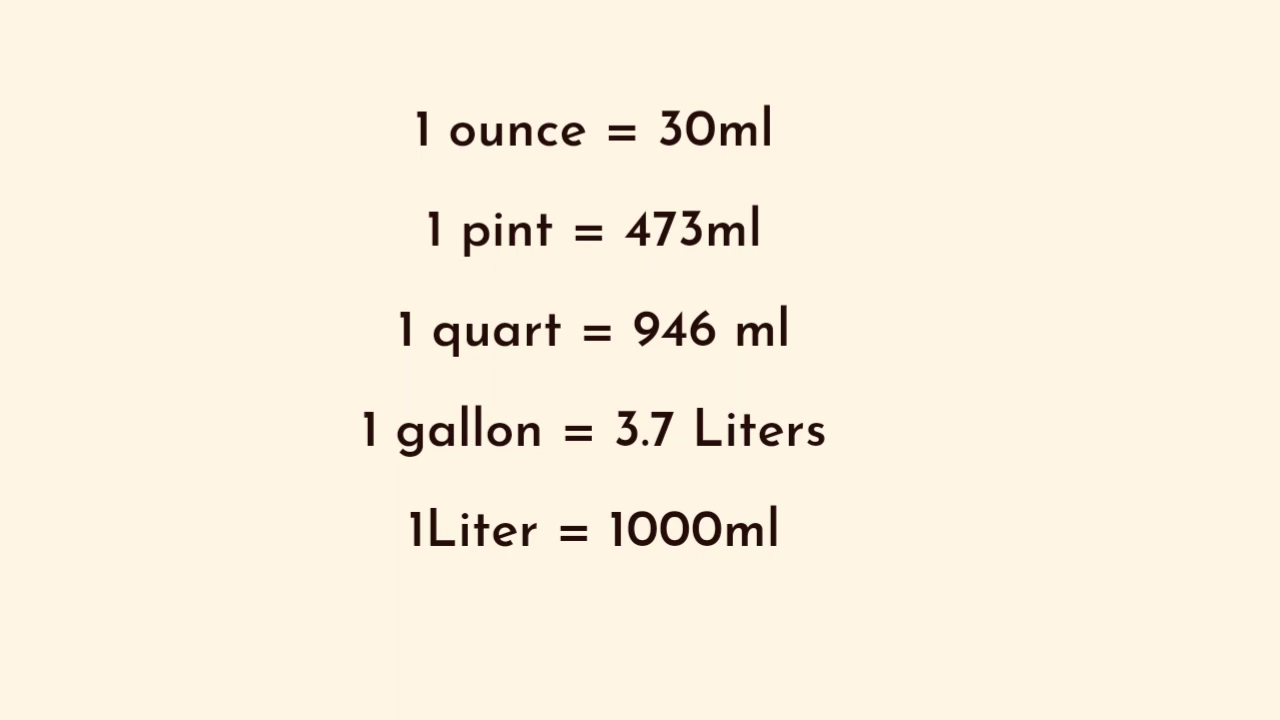 1 ounce = 30ml
1 pint = 473ml
1 quart = 946 ml
1 gallon = 3.7 Liters
1Liter = 1000ml